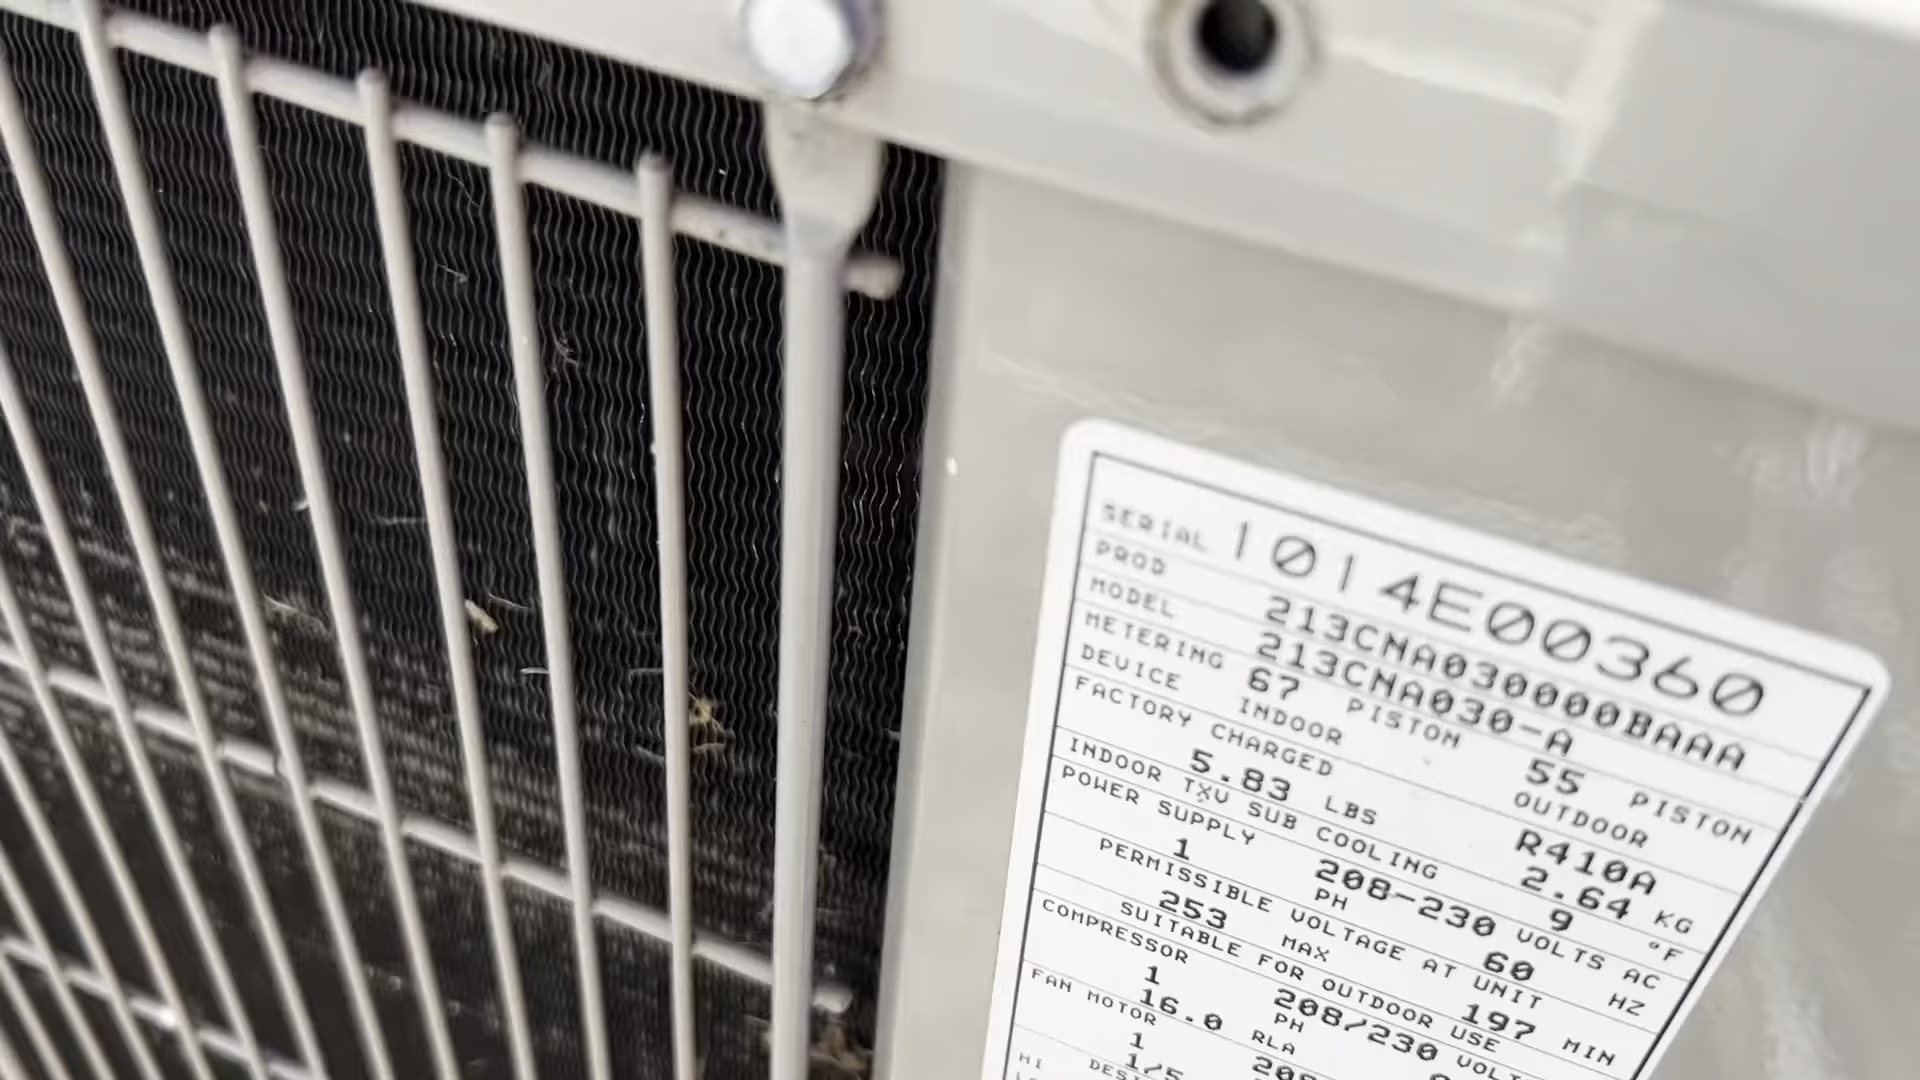 SERIAL 1014E00360
PROD 213CNA03000BAAA
MODEL 213CNA030-A
METERING DEVICE 67 PISTON INDOOR 55 PISTON OUTDOOR
FACTORY CHARGED R410A
5.83 LBS 2.64 KG
INDOOR TXV SUB COOLING 9 °F
POWER SUPPLY 208-230 VOLTS AC
1 PH 60 HZ
PERMISSIBLE VOLTAGE AT UNIT
253 MAX 197 MIN
SUITABLE FOR OUTDOOR USE
COMPRESSOR 208/230 VOLT
1 PH
16.0 RLA
FAN MOTOR
1
1/5
HI